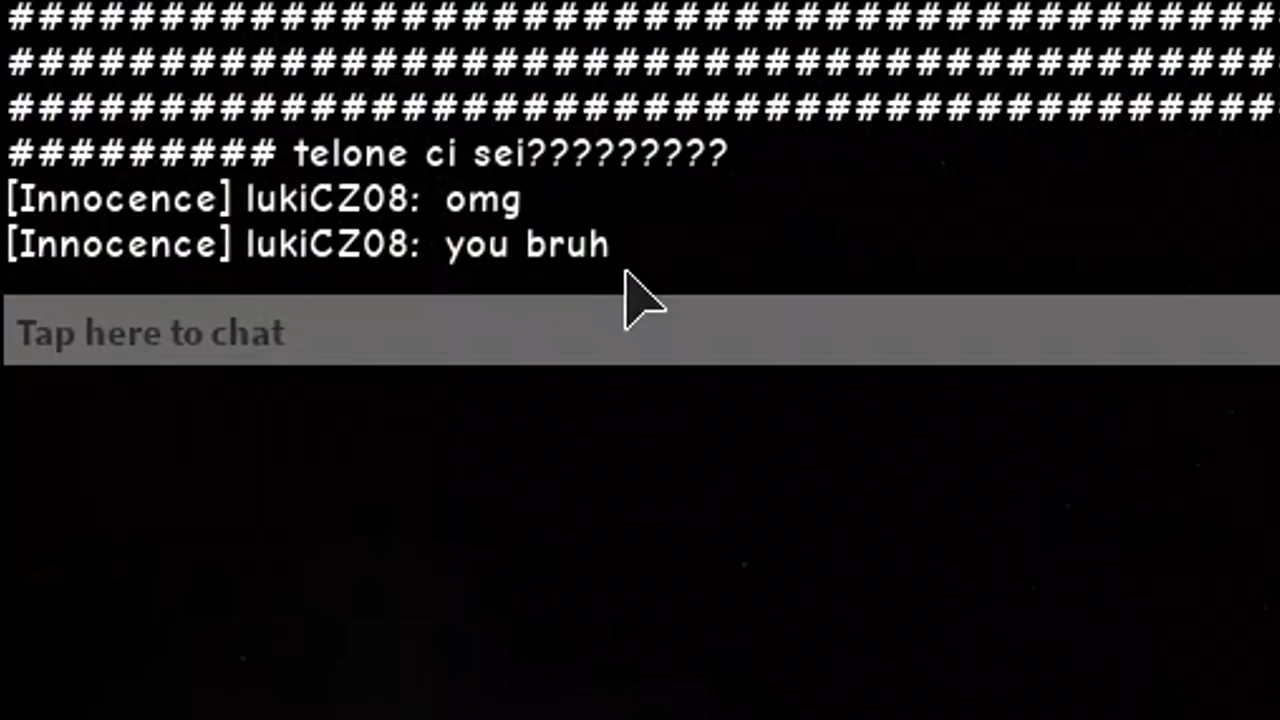 ##########################################
##########################################
##########################################
######### telone ci sei?????????
[Innocence] lukiCZ08: omg
[Innocence] lukiCZ08: you bruh
Tap here to chat